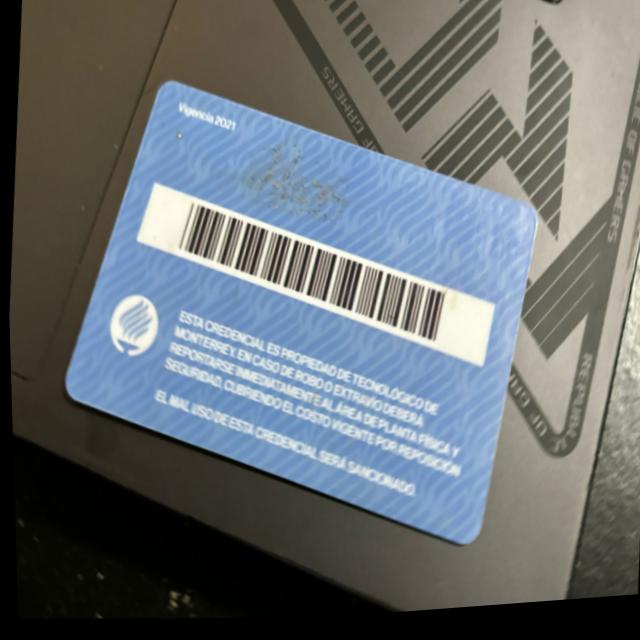 Vigencia 2021
ESTA CREDENCIAL ES PROPIEDAD DE TECNOLÓGICO DE
MONTERREY, EN CASO DE ROBO O EXTRAVÍO DEBERÁ
REPORTARSE INMEDIATAMENTE AL ÁREA DE PLANTA FÍSICA Y
SEGURIDAD, CUBRIENDO EL COSTO VIGENTE POR REPOSICIÓN
EL MAL USO DE ESTA CREDENCIAL SERÁ SANCIONADO.
OF GAMERS
OF GAMERS